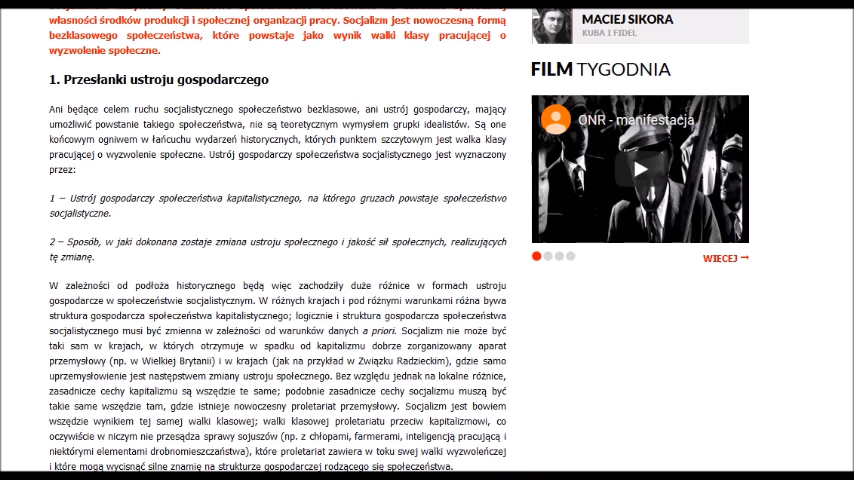 własności środków produkcji i społecznej organizacji pracy. Socjalizm jest nowoczesną formą
bezklasowego społeczeństwa, które powstaje jako wynik walki klasy pracującej o
wyzwolenie społeczne.
1. Przesłanki ustroju gospodarczego
Ani będące celem ruchu socjalistycznego społeczeństwo bezklasowe, ani ustrój gospodarczy, mający
umożliwić powstanie takiego społeczeństwa, nie są teoretycznym wymysłem grupki idealistów. Są one
końcowym ogniwem w łańcuchu wydarzeń historycznych, których punktem szczytowym jest walka klasy
pracującej o wyzwolenie społeczne. Ustrój gospodarczy społeczeństwa socjalistycznego jest wyznaczony
przez:
1 – Ustrój gospodarczy społeczeństwa kapitalistycznego, na którego gruzach powstaje społeczeństwo
socjalistyczne.
2 – Sposób, w jaki dokonana zostaje zmiana ustroju społecznego i jakość sił społecznych, realizujących
tę zmianę.
W zależności od podłoża historycznego będą więc zachodziły duże różnice w formach ustroju
gospodarcze w społeczeństwie socjalistycznym. W różnych krajach i pod różnymi warunkami różna bywa
struktura gospodarcza społeczeństwa kapitalistycznego; logicznie i struktura gospodarcza społeczeństwa
socjalistycznego musi być zmienna w zależności od warunków danych a priori. Socjalizm nie może być
taki sam w krajach, w których otrzymuje w spadku od kapitalizmu dobrze zorganizowany aparat
przemysłowy (np. w Wielkiej Brytanii) i w krajach (jak na przykład w Związku Radzieckim), gdzie samo
uprzemysłowienie jest następstwem zmiany ustroju społecznego. Bez względu jednak na lokalne różnice,
zasadnicze cechy kapitalizmu są wszędzie te same; podobnie zasadnicze cechy socjalizmu muszą być
takie same wszędzie tam, gdzie istnieje nowoczesny proletariat przemysłowy. Socjalizm jest bowiem
wszędzie wynikiem tej samej walki klasowej; walki klasowej proletariatu przeciw kapitalizmowi, co
oczywiście w niczym nie przesądza sprawy sojuszów (np. z chłopami, farmerami, inteligencją pracującą i
niektórymi elementami drobnomieszczaństwa), które proletariat zawiera w toku swej walki wyzwoleńczej
i które mogą wycisnąć silne znamię na strukturze gospodarczej rodzącego się społeczeństwa.
MACIEJ SIKORA
KUBA I FIDEL
FILM TYGODNIA
ONR - manifestacja
WIĘCEJ →